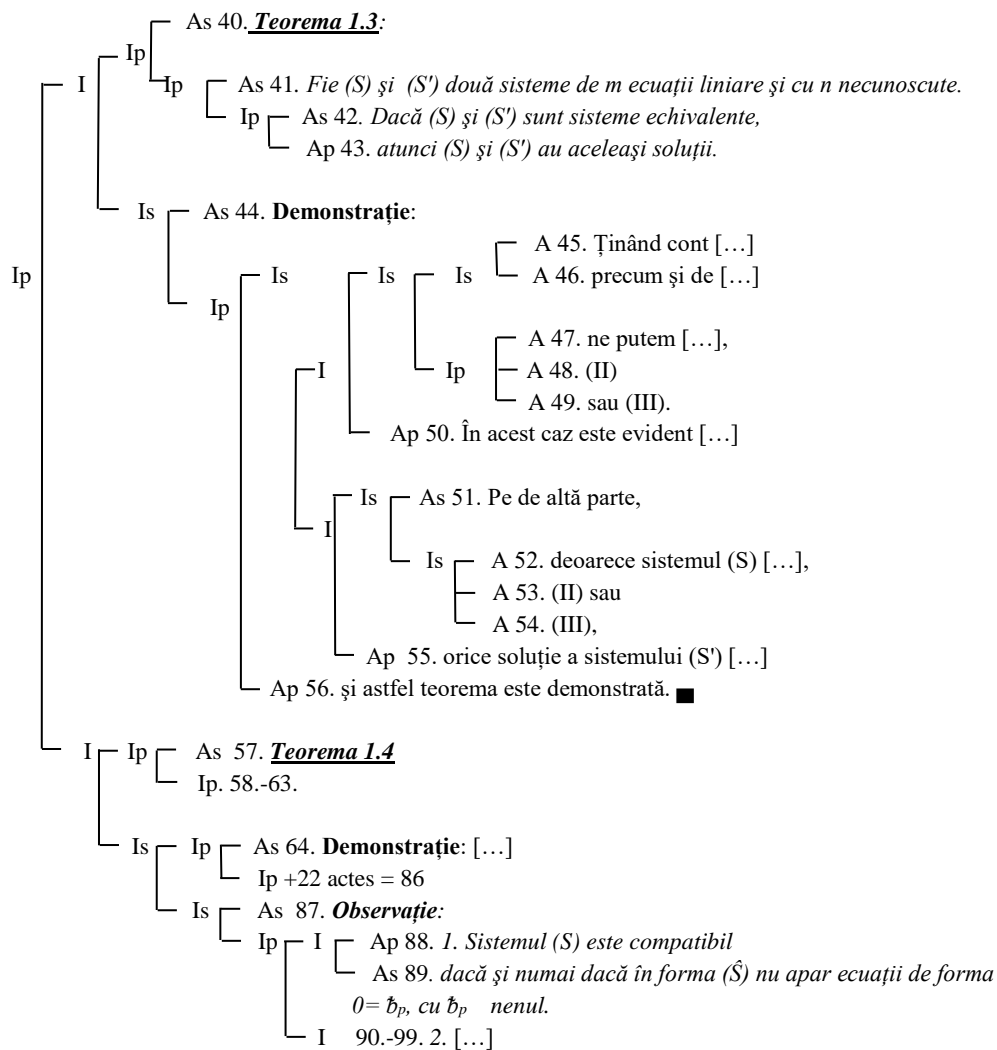 As 40. Teorema 1.3:
Ip
I Ip As 41. Fie (S) şi (S') două sisteme de m ecuaţii liniare şi cu n necunoscute.
Ip As 42. Dacă (S) şi (S') sunt sisteme echivalente,
Ap 43. atunci (S) şi (S') au aceleaşi soluţii.
Is As 44. Demonstraţie:
A 45. Ţinând cont […]
Ip Is Is Is A 46. precum şi de […]
Ip
A 47. ne putem […],
I Ip A 48. (II)
A 49. sau (III).
Ap 50. În acest caz este evident […]
Is As 51. Pe de altă parte,
I
Is A 52. deoarece sistemul (S) […],
A 53. (II) sau
A 54. (III),
Ap 55. orice soluţie a sistemului (S') […]
Ap 56. şi astfel teorema este demonstrată.
I Ip As 57. Teorema 1.4
Ip. 58.-63.
Is Ip As 64. Demonstraţie: […]
Ip +22 actes = 86
Is As 87. Observaţie:
Ip I Ap 88. 1. Sistemul (S) este compatibil
As 89. dacă şi numai dacă în forma (Ŝ) nu apar ecuaţii de forma
0= ƀp, cu ƀp nenul.
I 90.-99. 2. […]